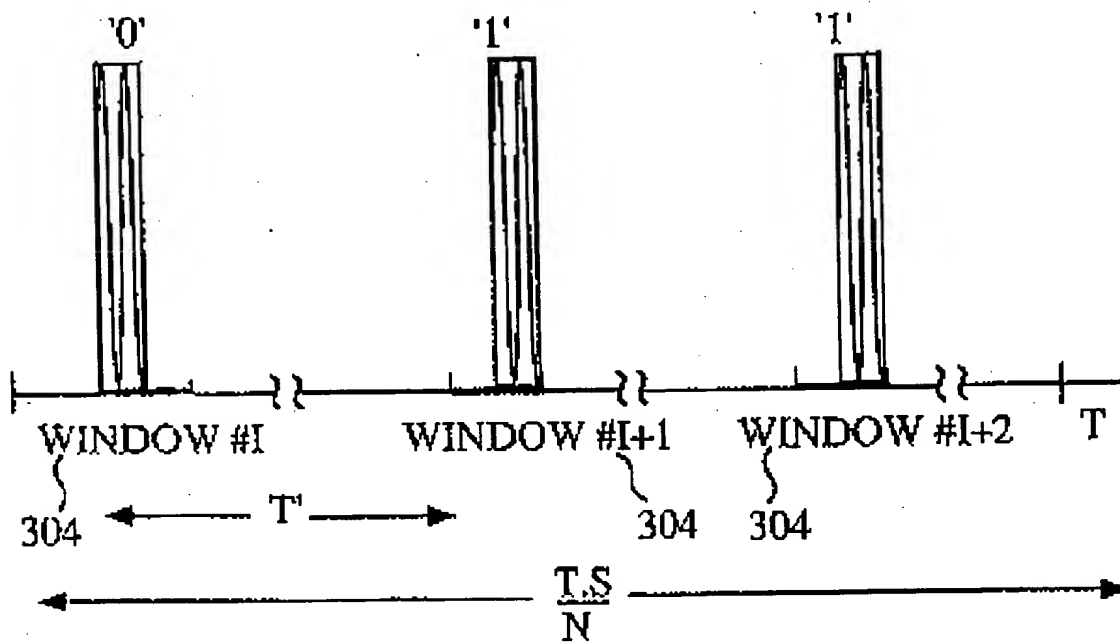 '0' '1' '1'
WINDOW #I WINDOW #I+1 WINDOW #I+2 T
304 T' 304 304
T.S
N